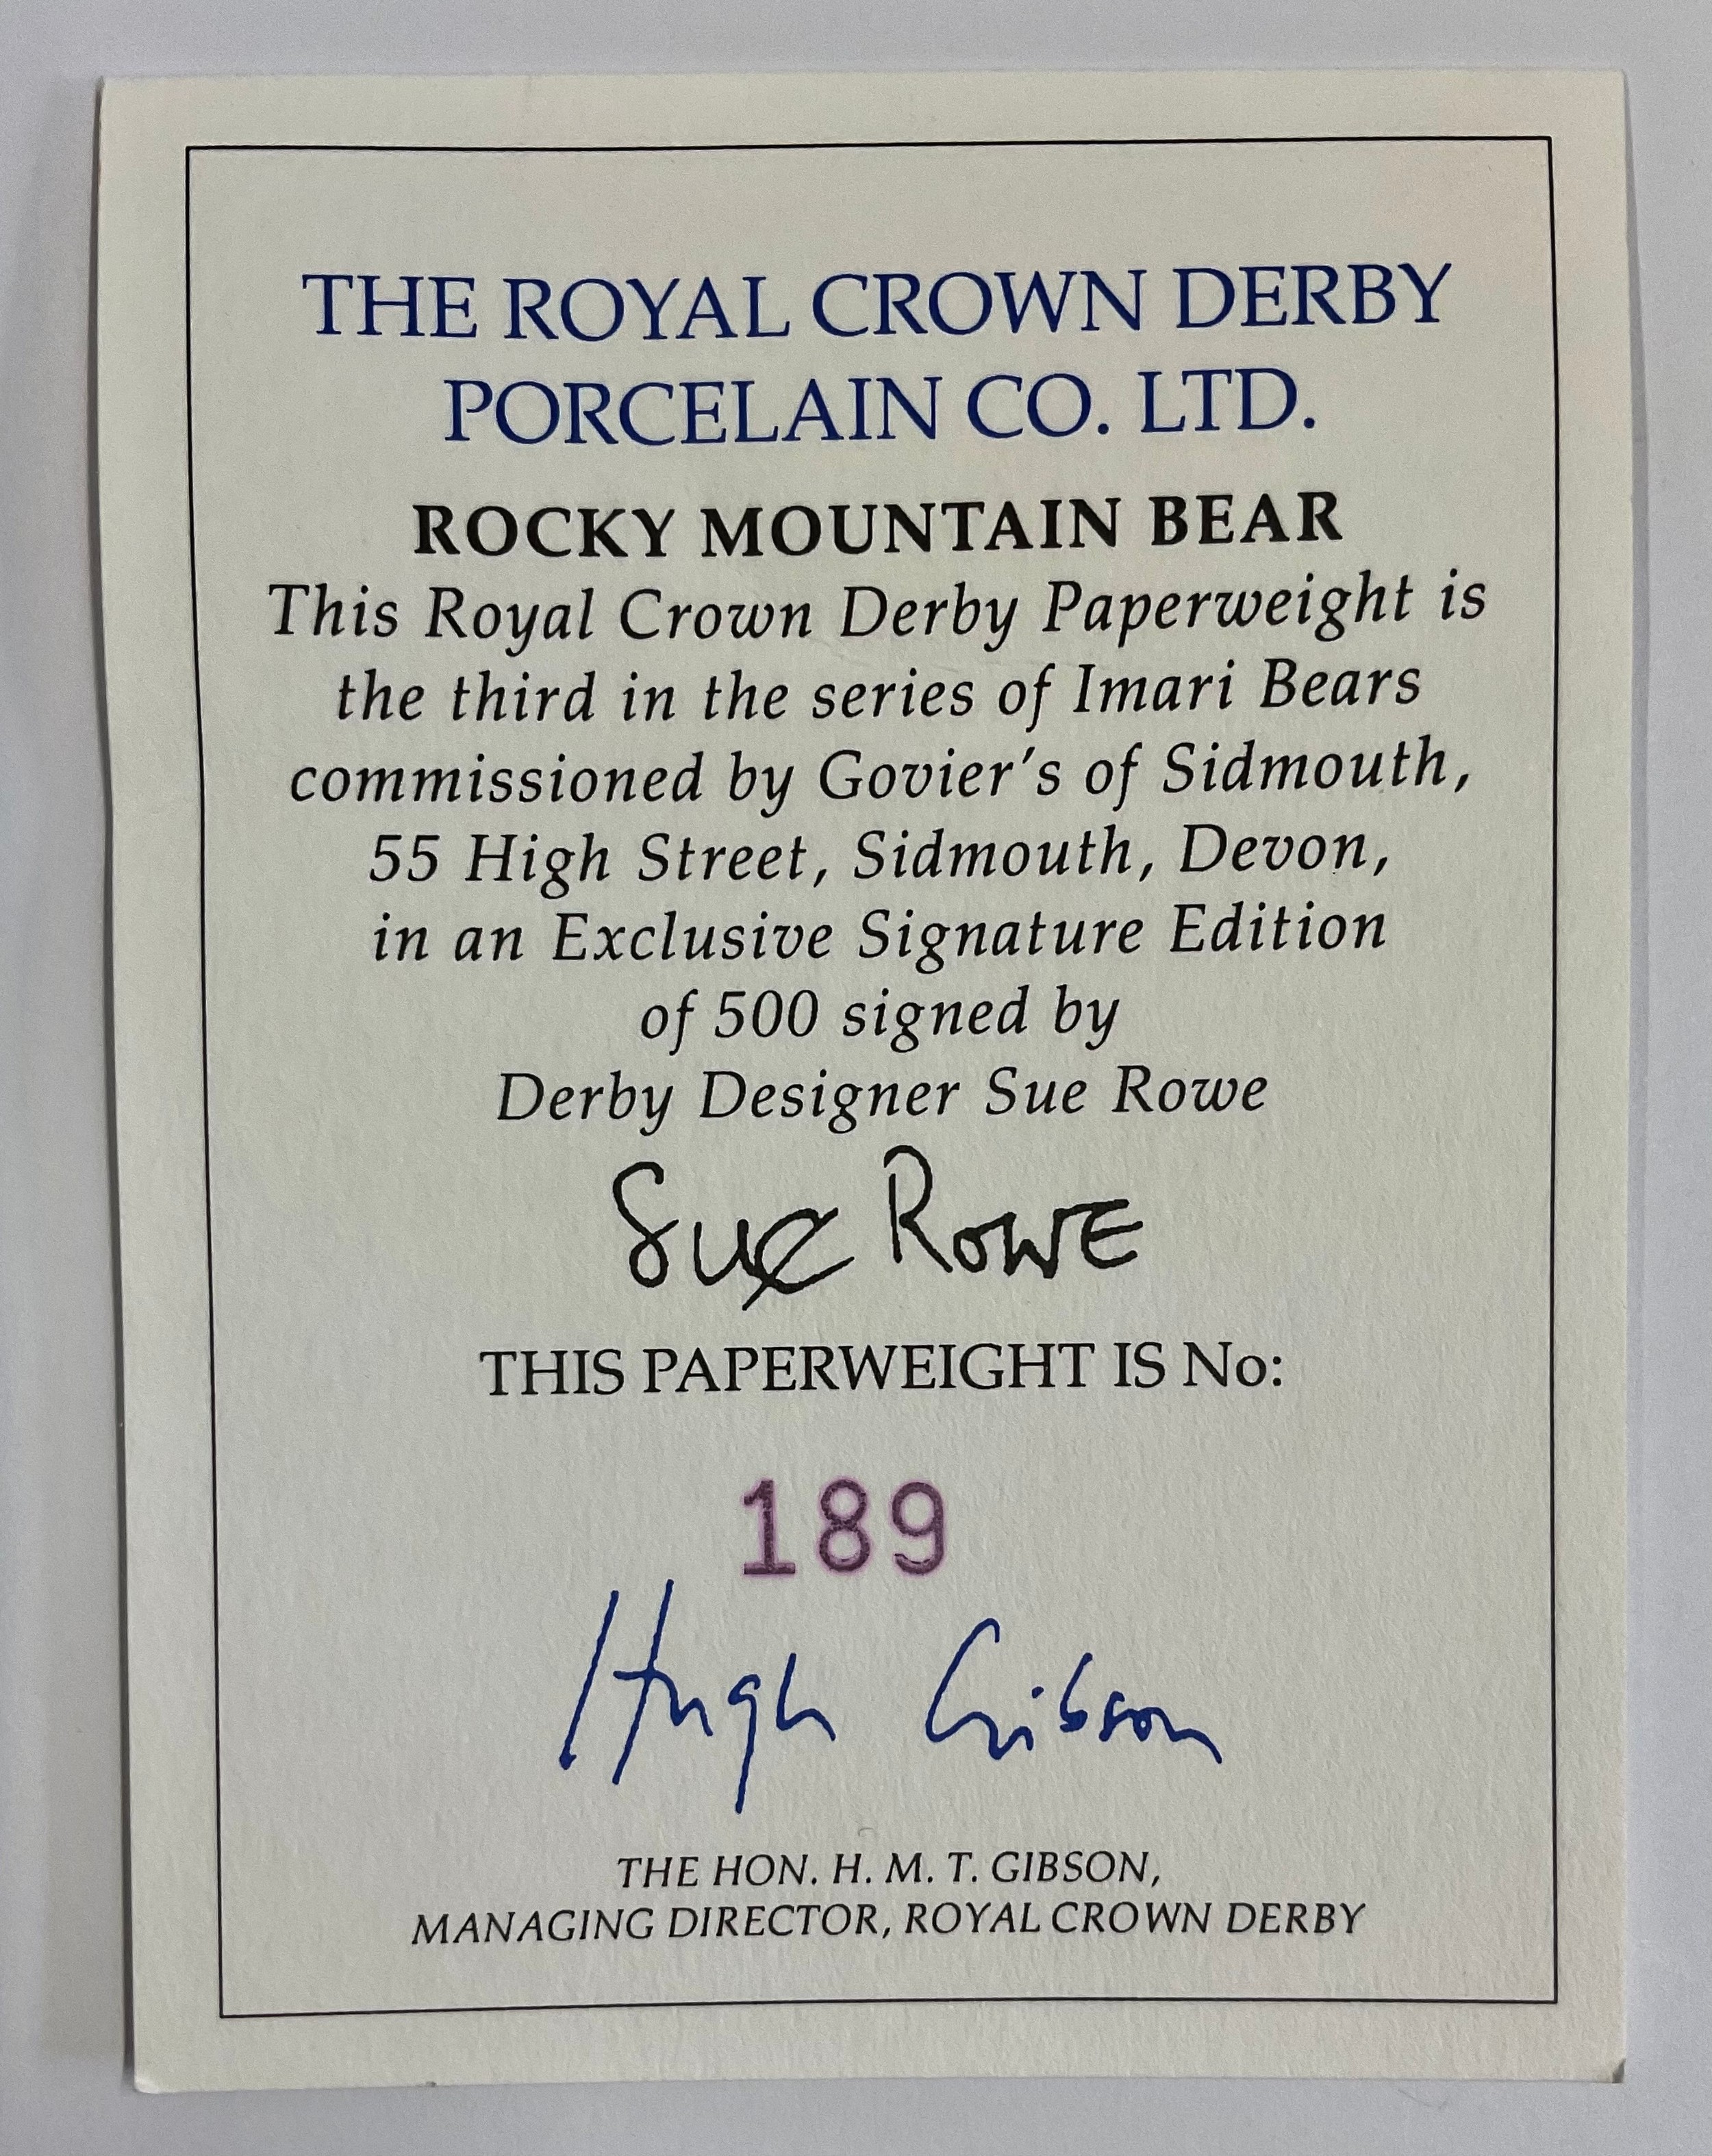 THE ROYAL CROWN DERBY
PORCELAIN CO. LTD.
ROCKY MOUNTAIN BEAR
This Royal Crown Derby Paperweight is
the third in the series of Imari Bears
commissioned by Govier's of Sidmouth,
55 High Street, Sidmouth, Devon,
in an Exclusive Signature Edition
of 500 signed by
Derby Designer Sue Rowe
Sue Rowe
THIS PAPERWEIGHT IS No:
189
Hugh Gibson
THE HON. H. M. T. GIBSON,
MANAGING DIRECTOR, ROYAL CROWN DERBY